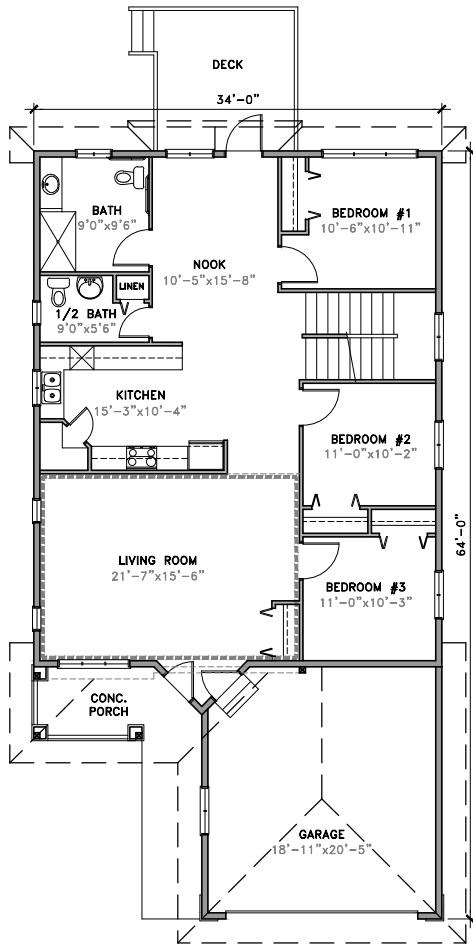 DECK
34'-0"
BATH
9'0"x9'6"
BEDROOM #1
10'-6"x10'-11"
NOOK
10'-5"x15'-8"
LINEN
1/2 BATH
9'0"x5'6"
KITCHEN
15'-3"x10'-4"
BEDROOM #2
11'-0"x10'-2"
64'-0"
LIVING ROOM
21'-7"x15'-6"
BEDROOM #3
11'-0"x10'-3"
CONC.
PORCH
GARAGE
18'-11"x20'-5"